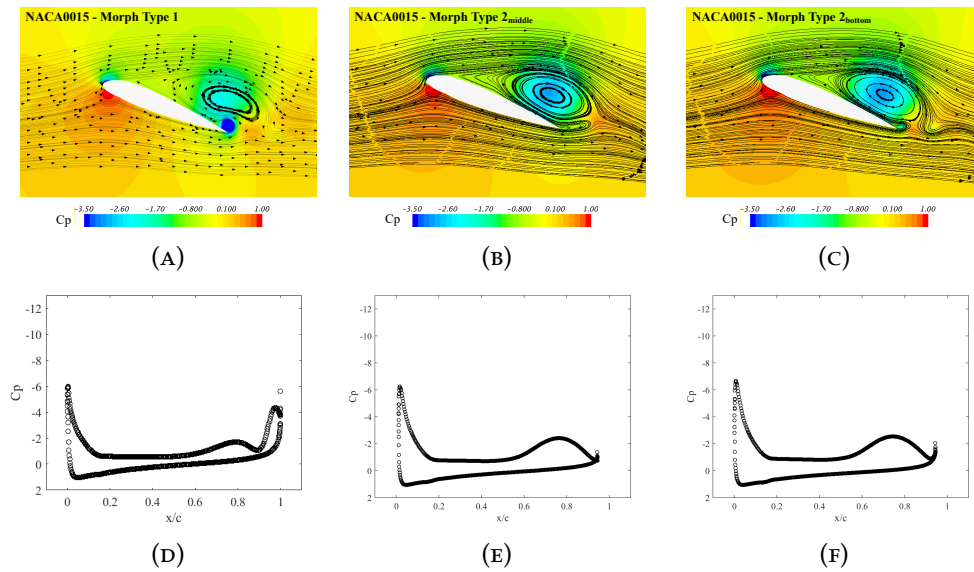 NACA0015 - Morph Type 1
NACA0015 - Morph Type 2middle
NACA0015 - Morph Type 2bottom
Cp -3.50 -2.60 -1.70 -0.800 0.100 1.00
Cp -3.50 -2.60 -1.70 -0.800 0.100 1.00
Cp -3.50 -2.60 -1.70 -0.800 0.100 1.00
(A)
(B)
(C)
Cp
-12
-10
-8
-6
-4
-2
0
2
0 0.2 0.4 0.6 0.8 1
x/c
Cp
-12
-10
-8
-6
-4
-2
0
2
0 0.2 0.4 0.6 0.8 1
x/c
Cp
-12
-10
-8
-6
-4
-2
0
2
0 0.2 0.4 0.6 0.8 1
x/c
(D)
(E)
(F)